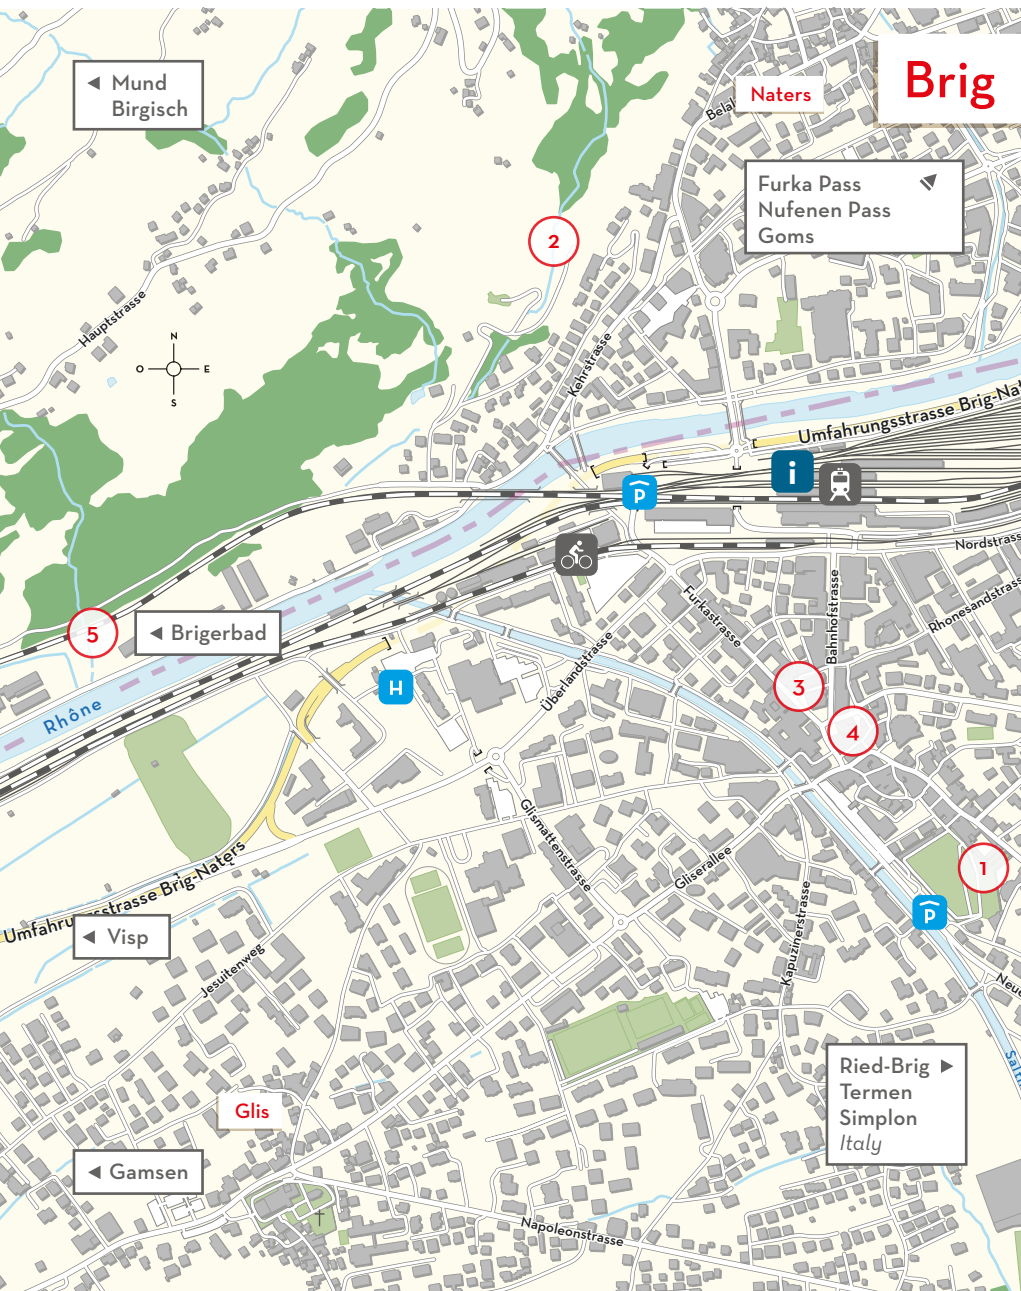 Brig
Mund
Birgisch
Naters
Furka Pass
Nufenen Pass
Goms
2
Hauptstrasse
N
O
E
S
Kehrstrasse
Umfahrungsstrasse Brig-Nat
i
P
Nordstrass
Furkastrasse
Bahnhofstrasse
Rhonesandstrass
5
Brigerbad
H
Überlandstrasse
3
4
Rhône
Glismattenstrasse
Gliserallee
1
P
Umfahrungsstrasse Brig-Naters
Visp
Jesuitenweg
Kapuzinerstrasse
Neue
Salti
Ried-Brig
Termen
Simplon
Italy
Glis
Gamsen
Napoleonstrasse